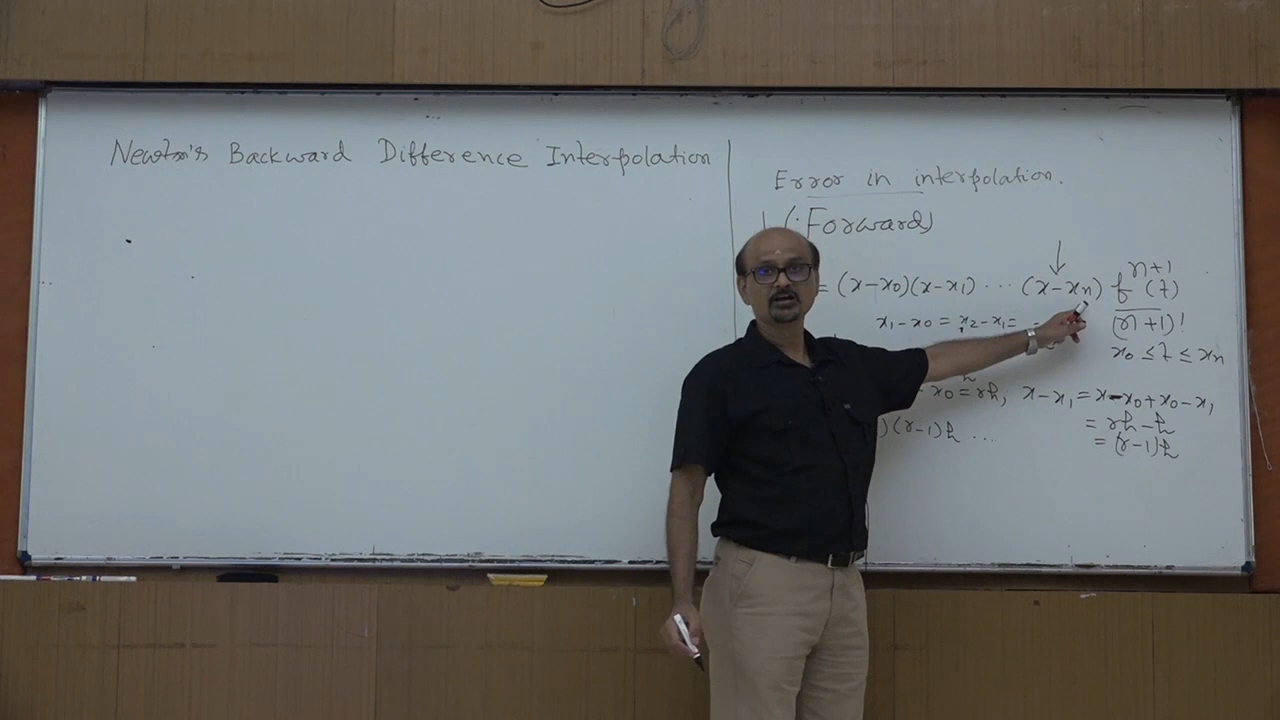 Newton's Backward Difference Interpolation
Error in interpolation.
(Forward)
= (x-x0)(x-x1) ... (x-xn) f^{n+1}(z)
(n+1)!
x1-x0 = x2-x1 =
x0 ≤ z ≤ xn
x0 = rh; x-x1 = x-x0+x0-x1
)(r-1)h ... = rh-h
= (r-1)h